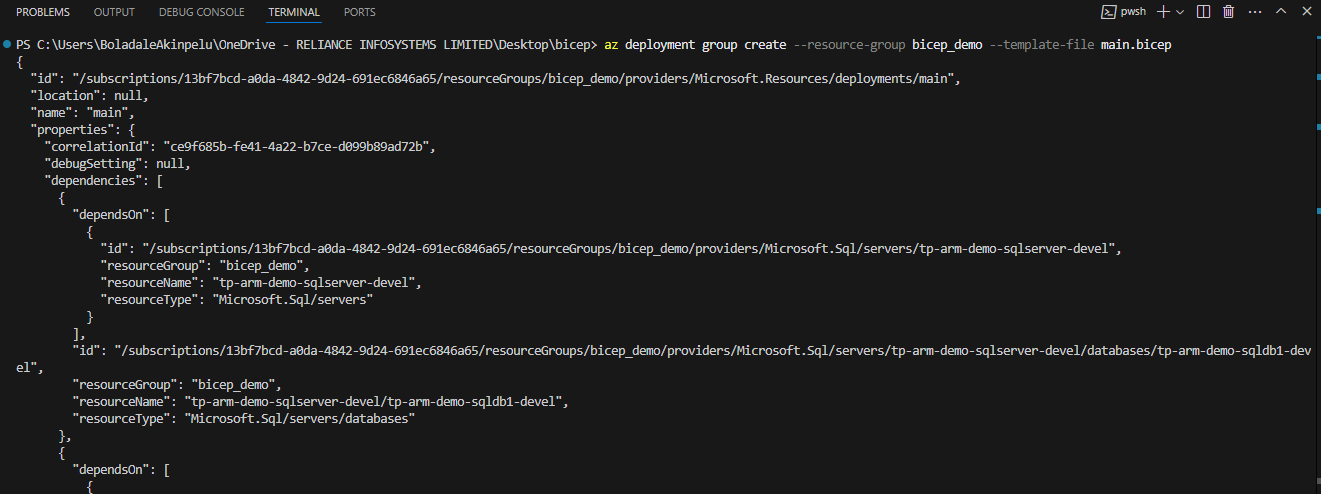 PROBLEMS OUTPUT DEBUG CONSOLE TERMINAL PORTS pwsh
PS C:\Users\BoladaleAkinpelu\OneDrive - RELIANCE INFOSYSTEMS LIMITED\Desktop\bicep> az deployment group create --resource-group bicep_demo --template-file main.bicep
{
  "id": "/subscriptions/13bf7bcd-a0da-4842-9d24-691ec6846a65/resourceGroups/bicep_demo/providers/Microsoft.Resources/deployments/main",
  "location": null,
  "name": "main",
  "properties": {
    "correlationId": "ce9f685b-fe41-4a22-b7ce-d099b89ad72b",
    "debugSetting": null,
    "dependencies": [
      {
        "dependsOn": [
          {
            "id": "/subscriptions/13bf7bcd-a0da-4842-9d24-691ec6846a65/resourceGroups/bicep_demo/providers/Microsoft.Sql/servers/tp-arm-demo-sqlserver-devel",
            "resourceGroup": "bicep_demo",
            "resourceName": "tp-arm-demo-sqlserver-devel",
            "resourceType": "Microsoft.Sql/servers"
          }
        ],
        "id": "/subscriptions/13bf7bcd-a0da-4842-9d24-691ec6846a65/resourceGroups/bicep_demo/providers/Microsoft.Sql/servers/tp-arm-demo-sqlserver-devel/databases/tp-arm-demo-sqldb1-dev
el",
        "resourceGroup": "bicep_demo",
        "resourceName": "tp-arm-demo-sqlserver-devel/tp-arm-demo-sqldb1-devel",
        "resourceType": "Microsoft.Sql/servers/databases"
      },
      {
        "dependsOn": [
          {